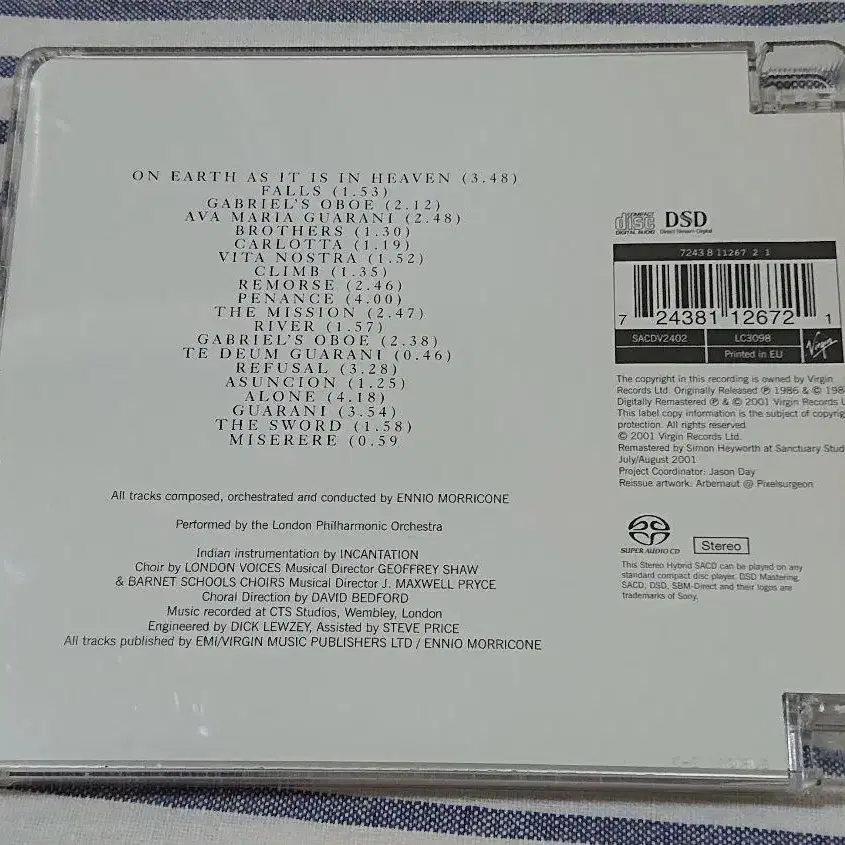 ON EARTH AS IT IS IN HEAVEN (3.48)
FALLS (1.53)
GABRIEL'S OBOE (2.12)
AVA MARIA GUARANI (2.48)
BROTHERS (1.30)
CARLOTTA (1.19)
VITA NOSTRA (1.52)
CLIMB (1.35)
REMORSE (2.46)
PENANCE (4.00)
THE MISSION (2.47)
RIVER (1.57)
GABRIEL'S OBOE (2.38)
TE DEUM GUARANI (0.46)
REFUSAL (3.28)
ASUNCION (1.25)
ALONE (4.18)
GUARANI (3.54)
THE SWORD (1.58)
MISERERE (0.59
All tracks composed, orchestrated and conducted by ENNIO MORRICONE
Performed by the London Philharmonic Orchestra
Indian instrumentation by INCANTATION
Choir by LONDON VOICES Musical Director GEOFFREY SHAW
& BARNET SCHOOLS CHOIRS Musical Director J. MAXWELL PRYCE
Choral Direction by DAVID BEDFORD
Music recorded at CTS Studios, Wembley, London
Engineered by DICK LEWZEY, Assisted by STEVE PRICE
All tracks published by EMI/VIRGIN MUSIC PUBLISHERS LTD / ENNIO MORRICONE
COMPACT disc DIGITAL AUDIO
DSD
Direct Stream Digital
7243 8 11267 2 1
7 24381 12672 1
SACDV2402
LC3098
Printed in EU
Virgin
The copyright in this recording is owned by Virgin
Records Ltd. Originally Released ℗ 1986 & © 198
Digitally Remastered ℗ & © 2001 Virgin Records L
This label copy information is the subject of copyrig
protection. All rights reserved.
© 2001 Virgin Records Ltd.
Remastered by Simon Heyworth at Sanctuary Stud
July/August 2001
Project Coordinator: Jason Day
Reissue artwork: Arbernaut @ Pixelsurgeon
SUPER AUDIO CD
Stereo
This Stereo Hybrid SACD can be played on any
standard compact disc player. DSD Mastering,
SACD, DSD, SBM-Direct and their logos are
trademarks of Sony.